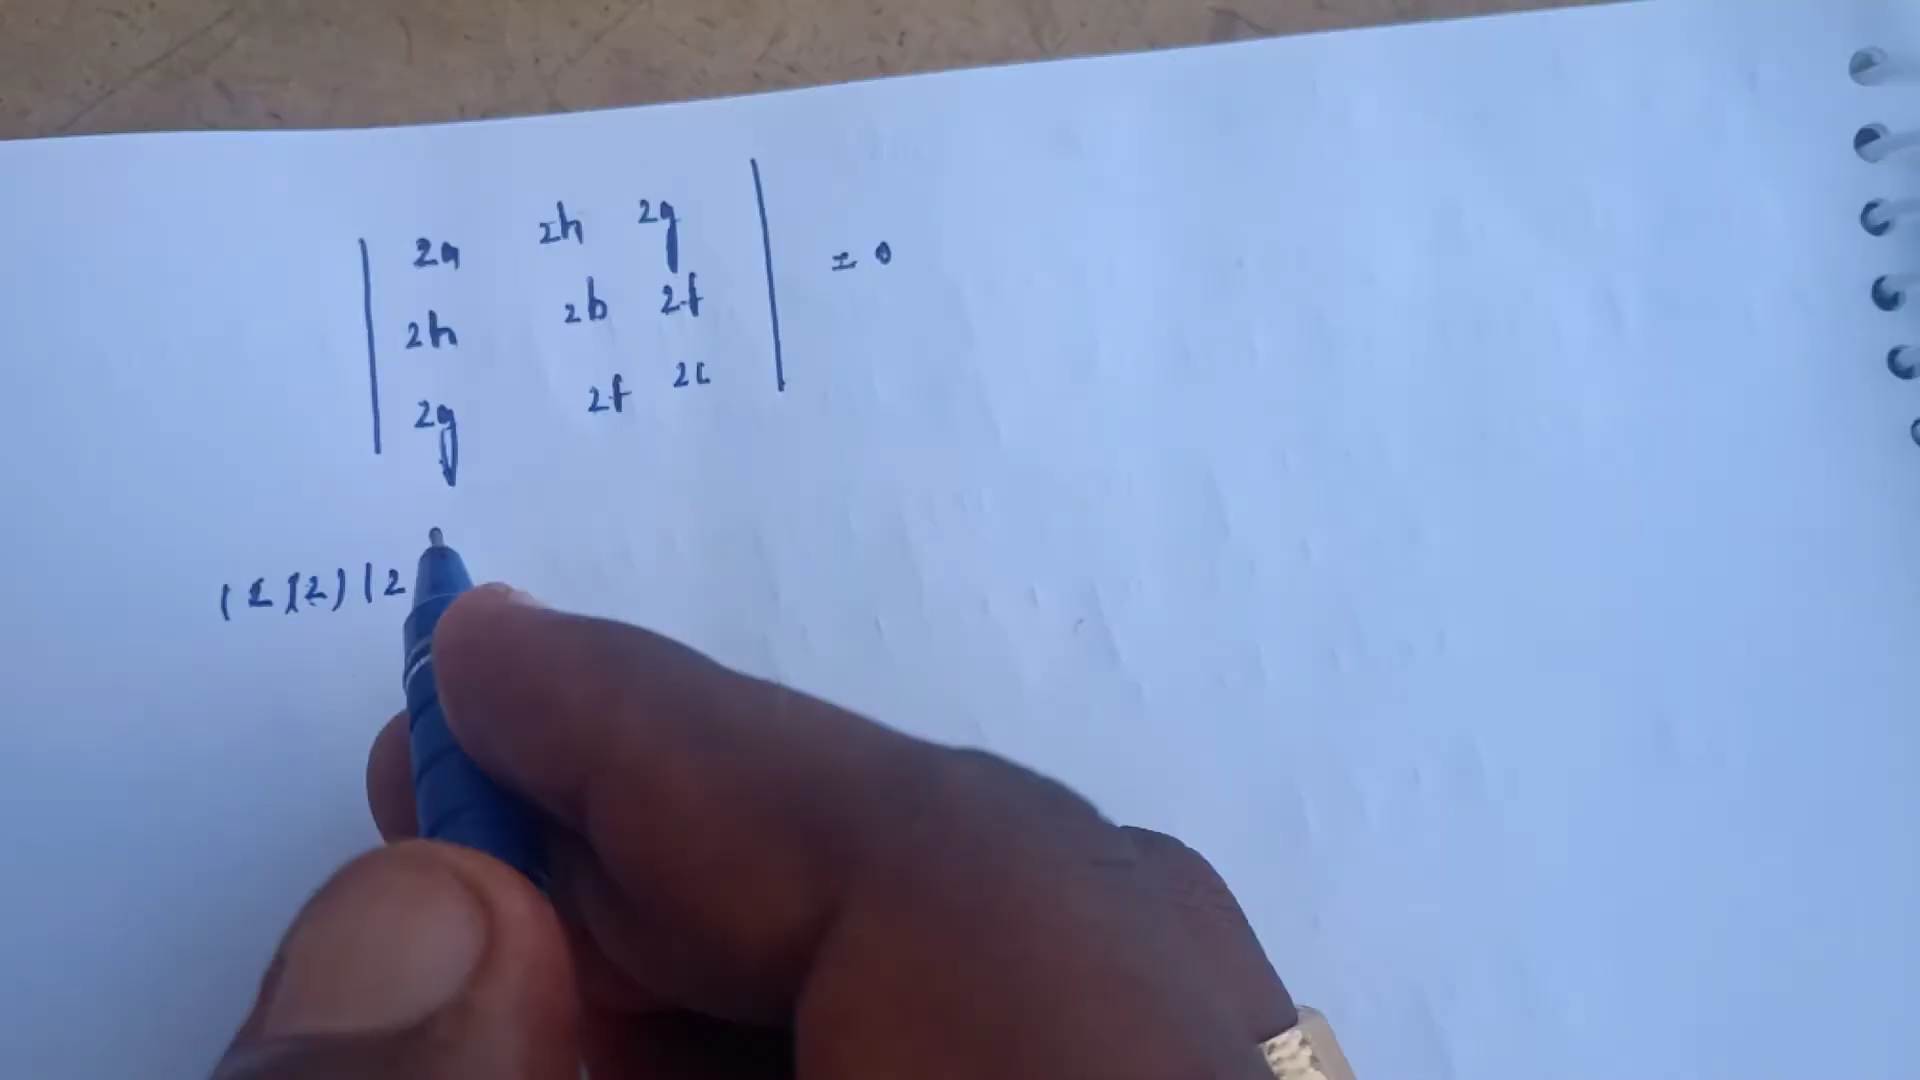 | 2a 2h 2g | = 0
| 2h 2b 2f |
| 2g 2f 2c |
(2)(2)(2